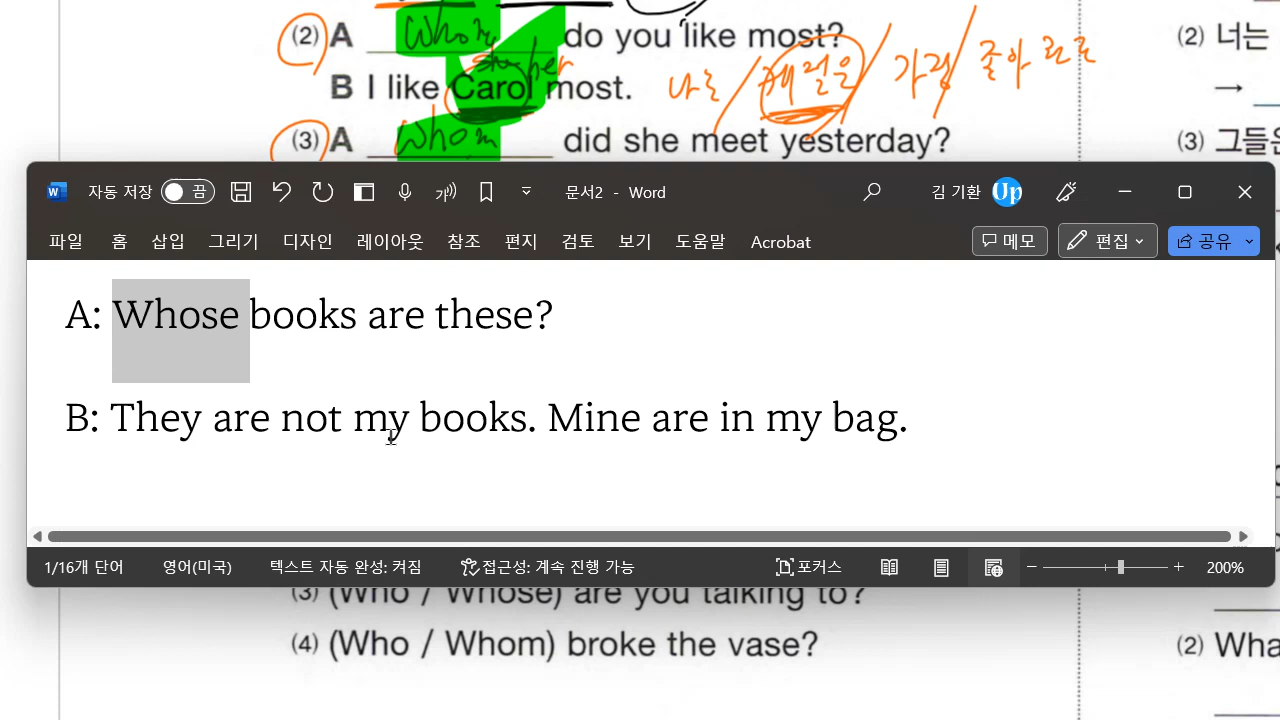 (2) A Whom do you like most?
she her
B I like Carol most. 나는 / 캐럴을 / 가장 / 좋아
(3) A Whom did she meet yesterday?
(2) 너는
→
(3) 그들은
자동 저장 끔 가 문서2 - Word 김 기환 Up
파일 홈 삽입 그리기 디자인 레이아웃 참조 편지 검토 보기 도움말 Acrobat 메모 편집 공유
A: Whose books are these?
B: They are not my books. Mine are in my bag.
1/16개 단어 영어(미국) 텍스트 자동 완성: 켜짐 접근성: 계속 진행 가능 포커스 200%
(3) (Who / Whose) are you talking to?
(4) (Who / Whom) broke the vase?
(2) Wha